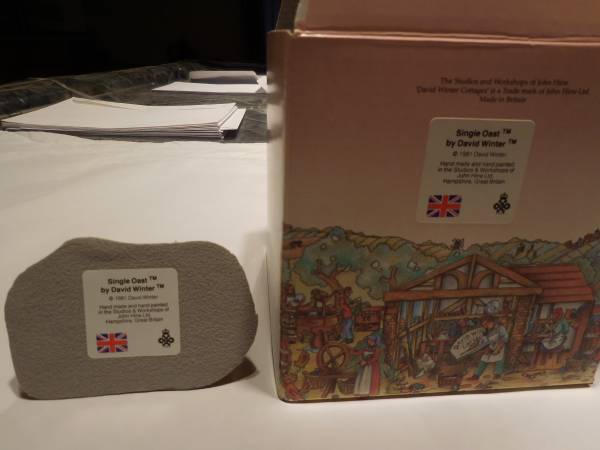 The Studios and Workshops of John Hine
'David Winter Cottages' is a Trade mark of John Hine Ltd.
Made in Britain
Single Oast ™
by David Winter ™
© 1981 David Winter
Hand made and hand painted
in the Studios & Workshops of
John Hine Ltd.
Hampshire, Great Britain
Single Oast ™
by David Winter ™
© 1981 David Winter
Hand made and hand painted
in the Studios & Workshops of
John Hine Ltd.
Hampshire, Great Britain